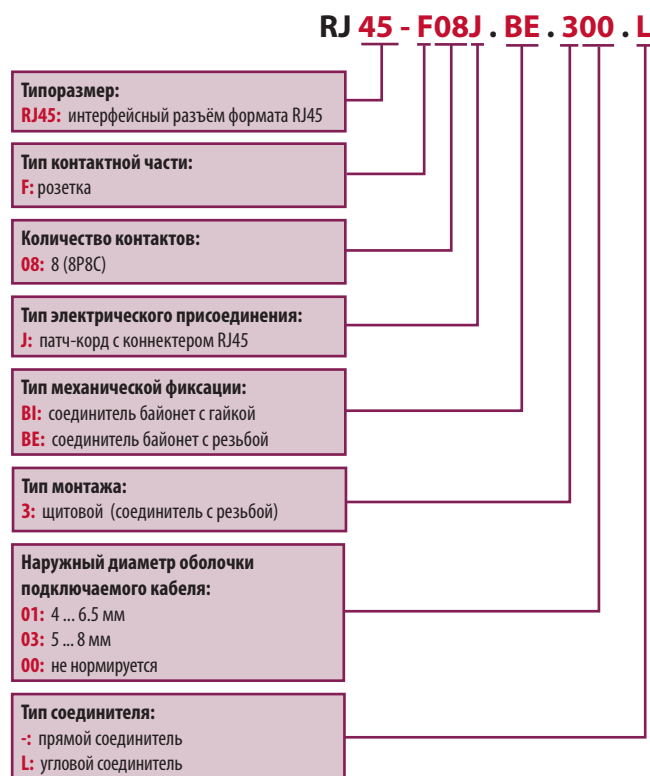 RJ 45 - F08J . BE . 300 . L
Типоразмер:
RJ45: интерфейсный разъём формата RJ45
Тип контактной части:
F: розетка
Количество контактов:
08: 8 (8P8C)
Тип электрического присоединения:
J: патч-корд с коннектером RJ45
Тип механической фиксации:
BI: соединитель байонет с гайкой
BE: соединитель байонет с резьбой
Тип монтажа:
3: щитовой (соединитель с резьбой)
Наружный диаметр оболочки
подключаемого кабеля:
01: 4 ... 6.5 мм
03: 5 ... 8 мм
00: не нормируется
Тип соединителя:
-: прямой соединитель
L: угловой соединитель